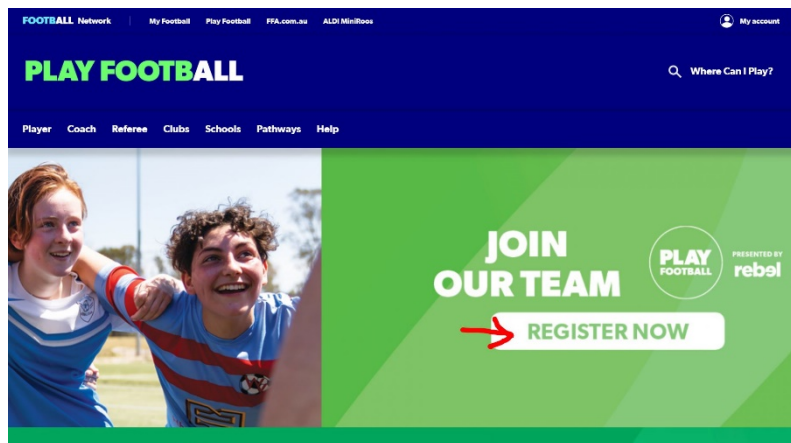 FOOTBALL Network My Football Play Football FFA.com.au ALDI MiniRoos My account
PLAY FOOTBALL
Where Can I Play?
Player Coach Referee Clubs Schools Pathways Help
JOIN
OUR TEAM
PLAY
FOOTBALL
PRESENTED BY
rebel
REGISTER NOW